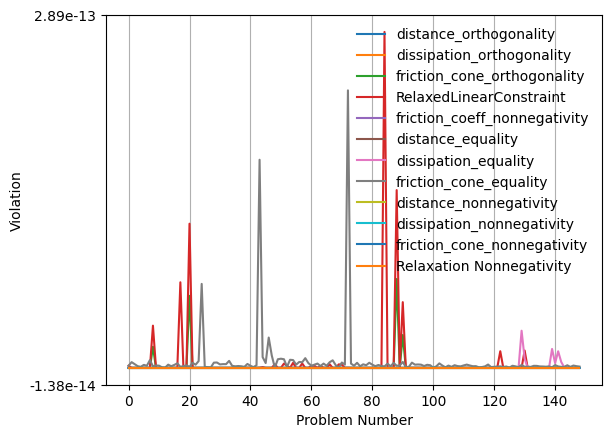 2.89e-13
distance_orthogonality
dissipation_orthogonality
friction_cone_orthogonality
RelaxedLinearConstraint
friction_coeff_nonnegativity
distance_equality
dissipation_equality
friction_cone_equality
distance_nonnegativity
dissipation_nonnegativity
friction_cone_nonnegativity
Relaxation Nonnegativity
Violation
-1.38e-14
0 20 40 60 80 100 120 140
Problem Number